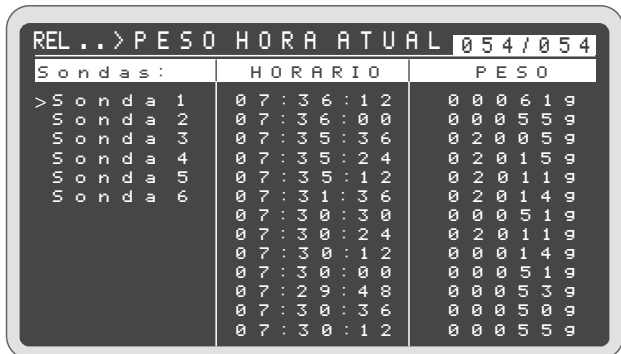 REL..>PESO HORA ATUAL 054/054
Sondas: HORARIO PESO
>Sonda 1 07:36:12 00061g
Sonda 2 07:36:00 00055g
Sonda 3 07:35:36 02005g
Sonda 4 07:35:24 02015g
Sonda 5 07:35:12 02011g
Sonda 6 07:31:36 02014g
07:30:30 00051g
07:30:24 02011g
07:30:12 00014g
07:30:00 00051g
07:29:48 00053g
07:30:36 00050g
07:30:12 00055g